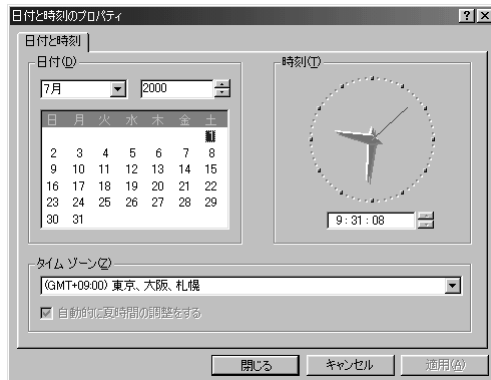 日付と時刻のプロパティ
日付と時刻
日付(D)
7月 2000
日 月 火 水 木 金 土
1
2 3 4 5 6 7 8
9 10 11 12 13 14 15
16 17 18 19 20 21 22
23 24 25 26 27 28 29
30 31
時刻(T)
9:31:08
タイム ゾーン(Z)
(GMT+09:00) 東京、大阪、札幌
自動的に夏時間の調整をする
閉じる キャンセル 適用(A)